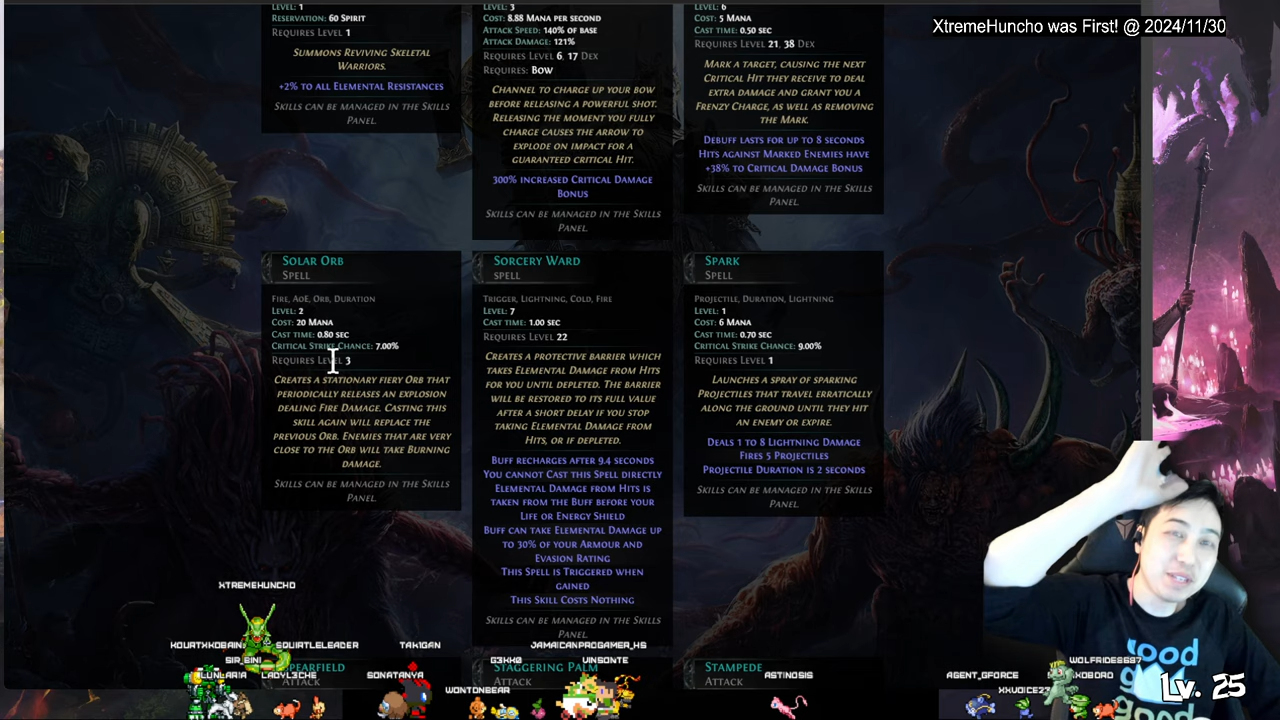 XtremeHuncho was First! @ 2024/11/30
Level: 1
Reservation: 60 Spirit
Requires Level 1
Summons Reviving Skeletal
Warriors.
+2% to all Elemental Resistances
Skills can be managed in the Skills
Panel.
Level: 3
Cost: 8.88 Mana per second
Attack Speed: 140% of base
Attack Damage: 121%
Requires Level 6, 17 Dex
Requires: Bow
Channel to charge up your bow
before releasing a powerful shot.
Releasing the moment you fully
charge causes the arrow to
explode on impact for a
guaranteed critical Hit.
300% increased Critical Damage
Bonus
Skills can be managed in the Skills
Panel.
Level: 6
Cost: 5 Mana
Cast time: 0.50 sec
Requires Level 21, 38 Dex
Mark a target, causing the next
Critical Hit they receive to deal
extra damage and grant you a
Frenzy Charge, as well as removing
the Mark.
Debuff lasts for up to 8 seconds
Hits against Marked Enemies have
+38% to Critical Damage Bonus
Skills can be managed in the Skills
Panel.
Solar Orb
Spell
Fire, AoE, Orb, Duration
Level: 2
Cost: 20 Mana
Cast time: 0.80 sec
Critical Strike Chance: 7.00%
Requires Level 3
Creates a stationary fiery Orb that
periodically releases an explosion
dealing Fire Damage. Casting this
skill again will replace the
previous Orb. Enemies that are very
close to the Orb will take Burning
damage.
Skills can be managed in the Skills
Panel.
Sorcery Ward
Spell
Trigger, Lightning, Cold, Fire
Level: 7
Cast time: 1.00 sec
Requires Level 22
Creates a protective barrier which
takes Elemental Damage from Hits
for you until depleted. The barrier
will be restored to its full value
after a short delay if you stop
taking Elemental Damage from
Hits, or if depleted.
Buff recharges after 9.4 seconds
You cannot Cast this Spell directly
Elemental Damage from Hits is
taken from the Buff before your
Life or Energy Shield
Buff can take Elemental Damage up
to 30% of your Armour and
Evasion Rating
This Spell is Triggered when
gained
This Skill Costs Nothing
Skills can be managed in the Skills
Panel.
Spark
Spell
Projectile, Duration, Lightning
Level: 1
Cost: 6 Mana
Cast time: 0.70 sec
Critical Strike Chance: 9.00%
Requires Level 1
Launches a spray of sparking
Projectiles that travel erratically
along the ground until they hit
an enemy or expire.
Deals 1 to 8 Lightning Damage
Fires 5 Projectiles
Projectile Duration is 2 seconds
Skills can be managed in the Skills
Panel.
XTREMEHUNCHO
SQUIRTLELEADER
TAK1GAN
JAMAICANPROGAMER_HS
SIR_BINI
LADYL3CHE
SONATANYA
WONTONBEAR
G3KK0
VINSONTE
ASTINOSIS
AGENT_GFORCE
WOLFRIDE8687
pearfield
Attack
Staggering Palm
Attack
Stampede
Attack
ood
good
good
Lv. 25